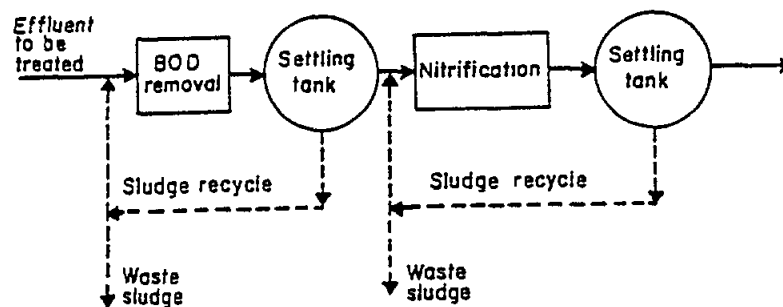 Effluent
to be
treated
BOD
removal
Settling
tank
Nitrification
Settling
tank
Sludge recycle
Sludge recycle
Waste
sludge
Waste
sludge